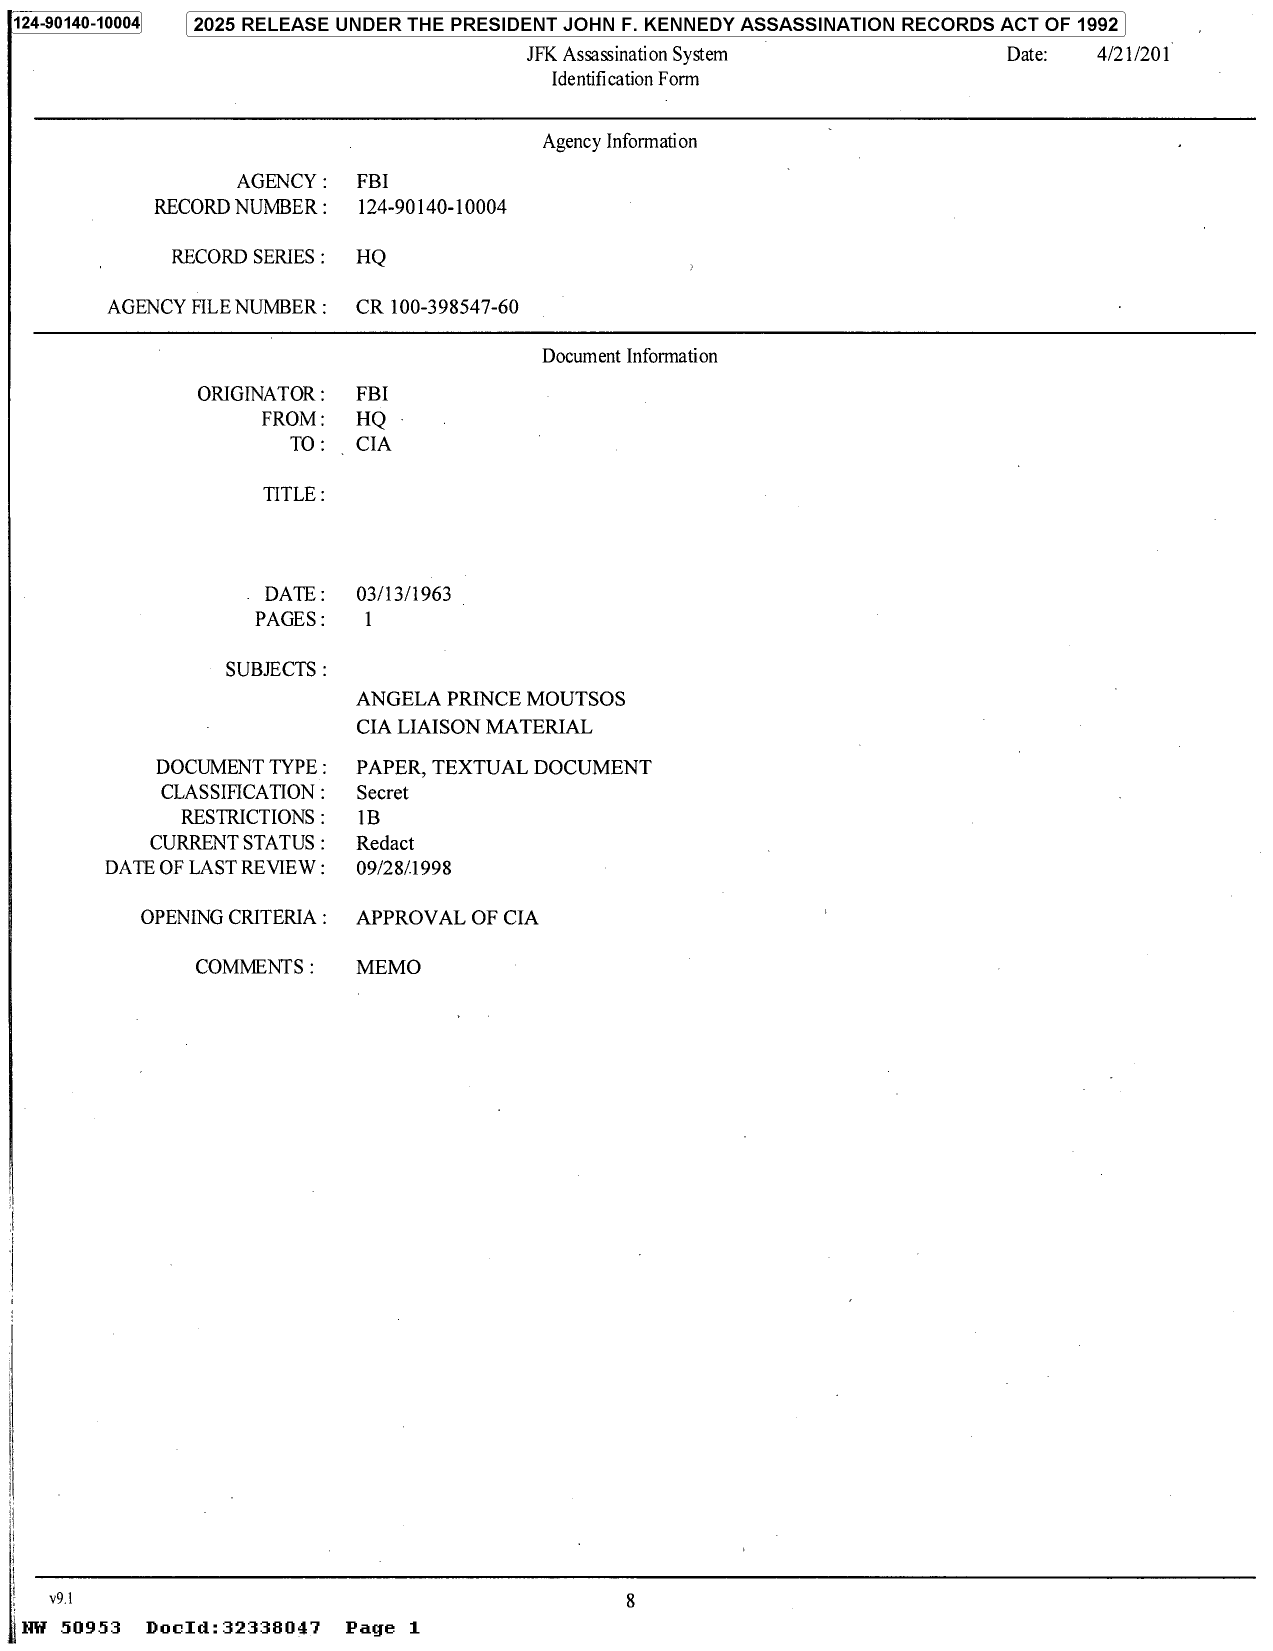 124-90140-10004
2025 RELEASE UNDER THE PRESIDENT JOHN F. KENNEDY ASSASSINATION RECORDS ACT OF 1992
JFK Assassination System
Date: 4/21/201
Identification Form
Agency Information
AGENCY : FBI
RECORD NUMBER : 124-90140-10004
RECORD SERIES : HQ
AGENCY FILE NUMBER : CR 100-398547-60
Document Information
ORIGINATOR : FBI
FROM : HQ
TO : CIA
TITLE :
DATE : 03/13/1963
PAGES : 1
SUBJECTS :
ANGELA PRINCE MOUTSOS
CIA LIAISON MATERIAL
DOCUMENT TYPE : PAPER, TEXTUAL DOCUMENT
CLASSIFICATION : Secret
RESTRICTIONS : 1B
CURRENT STATUS : Redact
DATE OF LAST REVIEW : 09/28/1998
OPENING CRITERIA : APPROVAL OF CIA
COMMENTS : MEMO
v9.1
8
NW 50953 DocId:32338047 Page 1